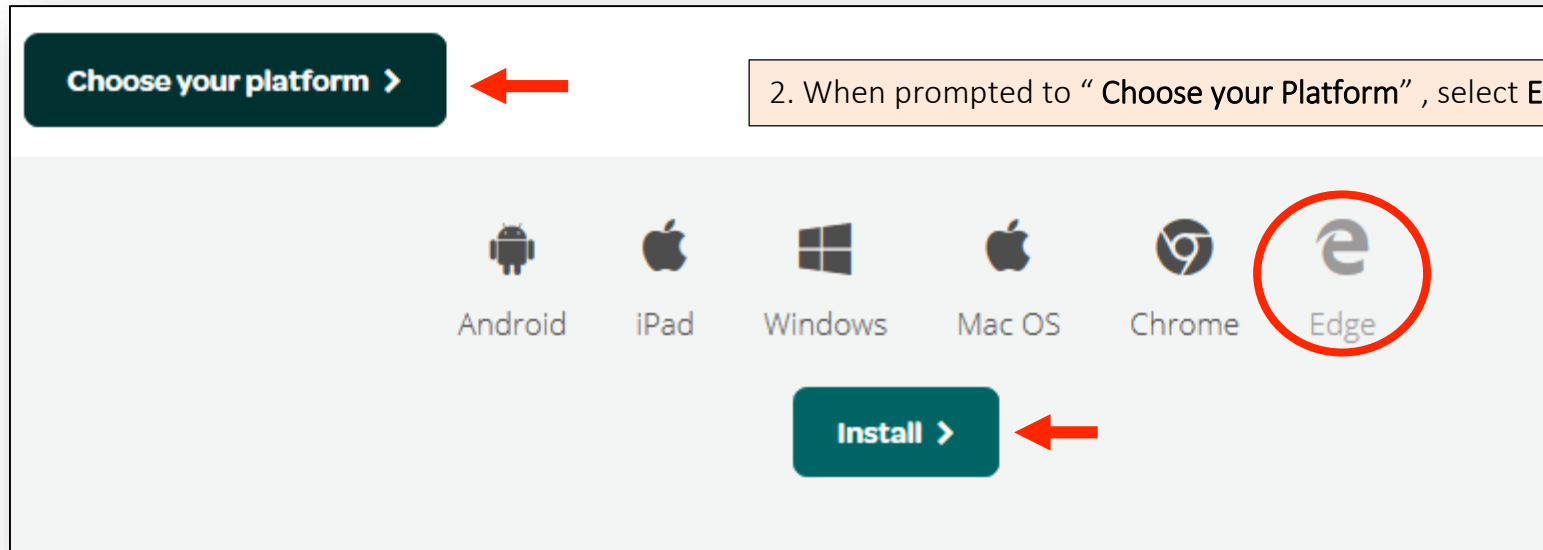 Choose your platform >
2. When prompted to “ Choose your Platform” , select E
Android iPad Windows Mac OS Chrome Edge
Install >